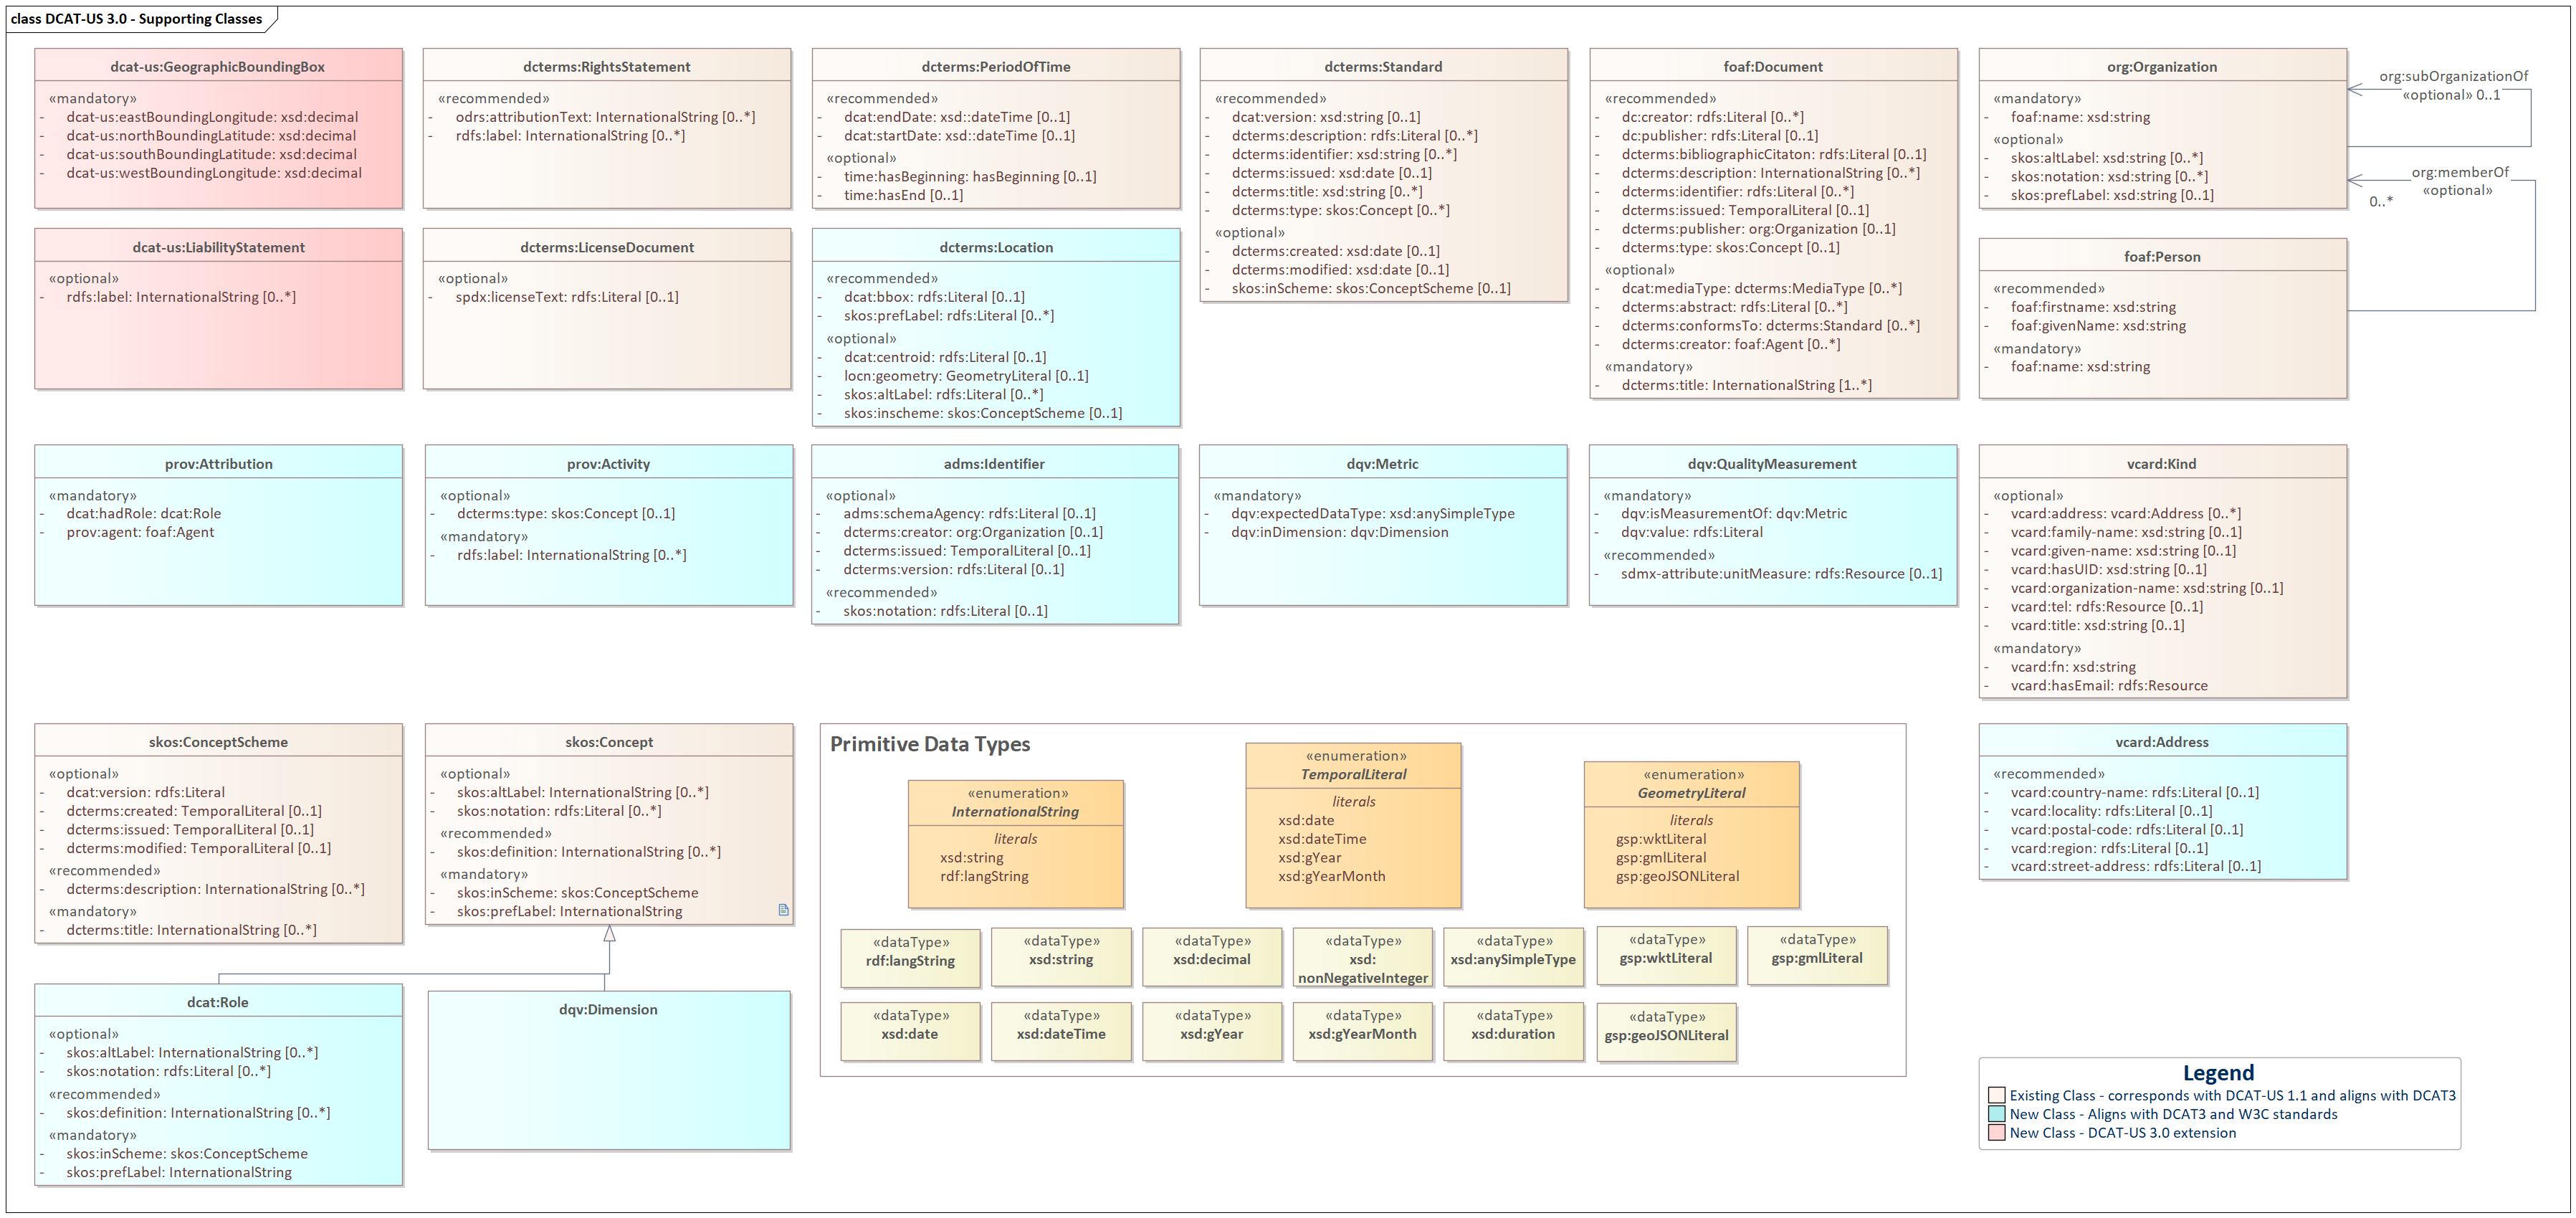 class DCAT-US 3.0 - Supporting Classes
dcat-us:GeographicBoundingBox
«mandatory»
- dcat-us:eastBoundingLongitude: xsd:decimal
- dcat-us:northBoundingLatitude: xsd:decimal
- dcat-us:southBoundingLatitude: xsd:decimal
- dcat-us:westBoundingLongitude: xsd:decimal
dcterms:RightsStatement
«recommended»
- odrs:attributionText: InternationalString [0..*]
- rdfs:label: InternationalString [0..*]
dcterms:PeriodOfTime
«recommended»
- dcat:endDate: xsd::dateTime [0..1]
- dcat:startDate: xsd::dateTime [0..1]
«optional»
- time:hasBeginning: hasBeginning [0..1]
- time:hasEnd [0..1]
dcterms:Standard
«recommended»
- dcat:version: xsd:string [0..1]
- dcterms:description: rdfs:Literal [0..*]
- dcterms:identifier: xsd:string [0..*]
- dcterms:issued: xsd:date [0..1]
- dcterms:title: xsd:string [0..*]
- dcterms:type: skos:Concept [0..*]
«optional»
- dcterms:created: xsd:date [0..1]
- dcterms:modified: xsd:date [0..1]
- skos:inScheme: skos:ConceptScheme [0..1]
foaf:Document
«recommended»
- dc:creator: rdfs:Literal [0..*]
- dc:publisher: rdfs:Literal [0..1]
- dcterms:bibliographicCitaton: rdfs:Literal [0..1]
- dcterms:description: InternationalString [0..*]
- dcterms:identifier: rdfs:Literal [0..*]
- dcterms:issued: TemporalLiteral [0..1]
- dcterms:publisher: org:Organization [0..1]
- dcterms:type: skos:Concept [0..1]
«optional»
- dcat:mediaType: dcterms:MediaType [0..*]
- dcterms:abstract: rdfs:Literal [0..*]
- dcterms:conformsTo: dcterms:Standard [0..*]
- dcterms:creator: foaf:Agent [0..*]
«mandatory»
- dcterms:title: InternationalString [1..*]
org:Organization
«mandatory»
- foaf:name: xsd:string
«optional»
- skos:altLabel: xsd:string [0..*]
- skos:notation: xsd:string [0..*]
- skos:prefLabel: xsd:string [0..1]
org:subOrganizationOf
«optional» 0..1
org:memberOf
«optional»
0..*
dcat-us:LiabilityStatement
«optional»
- rdfs:label: InternationalString [0..*]
dcterms:LicenseDocument
«optional»
- spdx:licenseText: rdfs:Literal [0..1]
dcterms:Location
«recommended»
- dcat:bbox: rdfs:Literal [0..1]
- skos:prefLabel: rdfs:Literal [0..*]
«optional»
- dcat:centroid: rdfs:Literal [0..1]
- locn:geometry: GeometryLiteral [0..1]
- skos:altLabel: rdfs:Literal [0..*]
- skos:inscheme: skos:ConceptScheme [0..1]
foaf:Person
«recommended»
- foaf:firstname: xsd:string
- foaf:givenName: xsd:string
«mandatory»
- foaf:name: xsd:string
prov:Attribution
«mandatory»
- dcat:hadRole: dcat:Role
- prov:agent: foaf:Agent
prov:Activity
«optional»
- dcterms:type: skos:Concept [0..1]
«mandatory»
- rdfs:label: InternationalString [0..*]
adms:Identifier
«optional»
- adms:schemaAgency: rdfs:Literal [0..1]
- dcterms:creator: org:Organization [0..*]
- dcterms:issued: TemporalLiteral [0..1]
- dcterms:version: rdfs:Literal [0..1]
«recommended»
- skos:notation: rdfs:Literal [0..1]
dqv:Metric
«mandatory»
- dqv:expectedDataType: xsd:anySimpleType
- dqv:inDimension: dqv:Dimension
dqv:QualityMeasurement
«mandatory»
- dqv:isMeasurementOf: dqv:Metric
- dqv:value: rdfs:Literal
«recommended»
- sdmx-attribute:unitMeasure: rdfs:Resource [0..1]
vcard:Kind
«optional»
- vcard:address: vcard:Address [0..*]
- vcard:family-name: xsd:string [0..1]
- vcard:given-name: xsd:string [0..1]
- vcard:hasUID: xsd:string [0..1]
- vcard:organization-name: xsd:string [0..1]
- vcard:tel: rdfs:Resource [0..1]
- vcard:title: xsd:string [0..1]
«mandatory»
- vcard:fn: xsd:string
- vcard:hasEmail: rdfs:Resource
skos:ConceptScheme
«optional»
- dcat:version: rdfs:Literal
- dcterms:created: TemporalLiteral [0..1]
- dcterms:issued: TemporalLiteral [0..1]
- dcterms:modified: TemporalLiteral [0..1]
«recommended»
- dcterms:description: InternationalString [0..*]
«mandatory»
- dcterms:title: InternationalString [0..*]
skos:Concept
«optional»
- skos:altLabel: InternationalString [0..*]
- skos:notation: rdfs:Literal [0..*]
«recommended»
- skos:definition: InternationalString [0..*]
«mandatory»
- skos:inScheme: skos:ConceptScheme
- skos:prefLabel: InternationalString
Primitive Data Types
«enumeration»
InternationalString
literals
xsd:string
rdf:langString
«enumeration»
TemporalLiteral
literals
xsd:date
xsd:dateTime
xsd:gYear
xsd:gYearMonth
«enumeration»
GeometryLiteral
literals
gsp:wktLiteral
gsp:gmlLiteral
gsp:geoJSONLiteral
«dataType»
rdf:langString
«dataType»
xsd:string
«dataType»
xsd:decimal
«dataType»
xsd:
nonNegativeInteger
«dataType»
xsd:anySimpleType
«dataType»
gsp:wktLiteral
«dataType»
gsp:gmlLiteral
«dataType»
xsd:date
«dataType»
xsd:dateTime
«dataType»
xsd:gYear
«dataType»
xsd:gYearMonth
«dataType»
xsd:duration
«dataType»
gsp:geoJSONLiteral
vcard:Address
«recommended»
- vcard:country-name: rdfs:Literal [0..1]
- vcard:locality: rdfs:Literal [0..1]
- vcard:postal-code: rdfs:Literal [0..1]
- vcard:region: rdfs:Literal [0..1]
- vcard:street-address: rdfs:Literal [0..1]
dcat:Role
«optional»
- skos:altLabel: InternationalString [0..*]
- skos:notation: rdfs:Literal [0..*]
«recommended»
- skos:definition: InternationalString [0..*]
«mandatory»
- skos:inScheme: skos:ConceptScheme
- skos:prefLabel: InternationalString
dqv:Dimension
Legend
Existing Class - corresponds with DCAT-US 1.1 and aligns with DCAT3
New Class - Aligns with DCAT3 and W3C standards
New Class - DCAT-US 3.0 extension